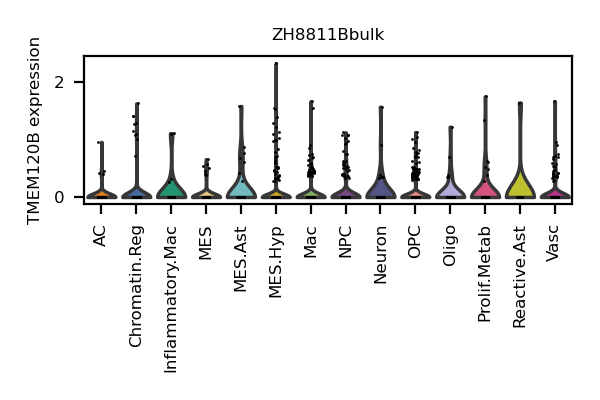 ZH8811Bbulk
TMEM120B expression
2
0
AC
Chromatin.Reg
Inflammatory.Mac
MES
MES.Ast
MES.Hyp
Mac
NPC
Neuron
OPC
Oligo
Prolif.Metab
Reactive.Ast
Vasc